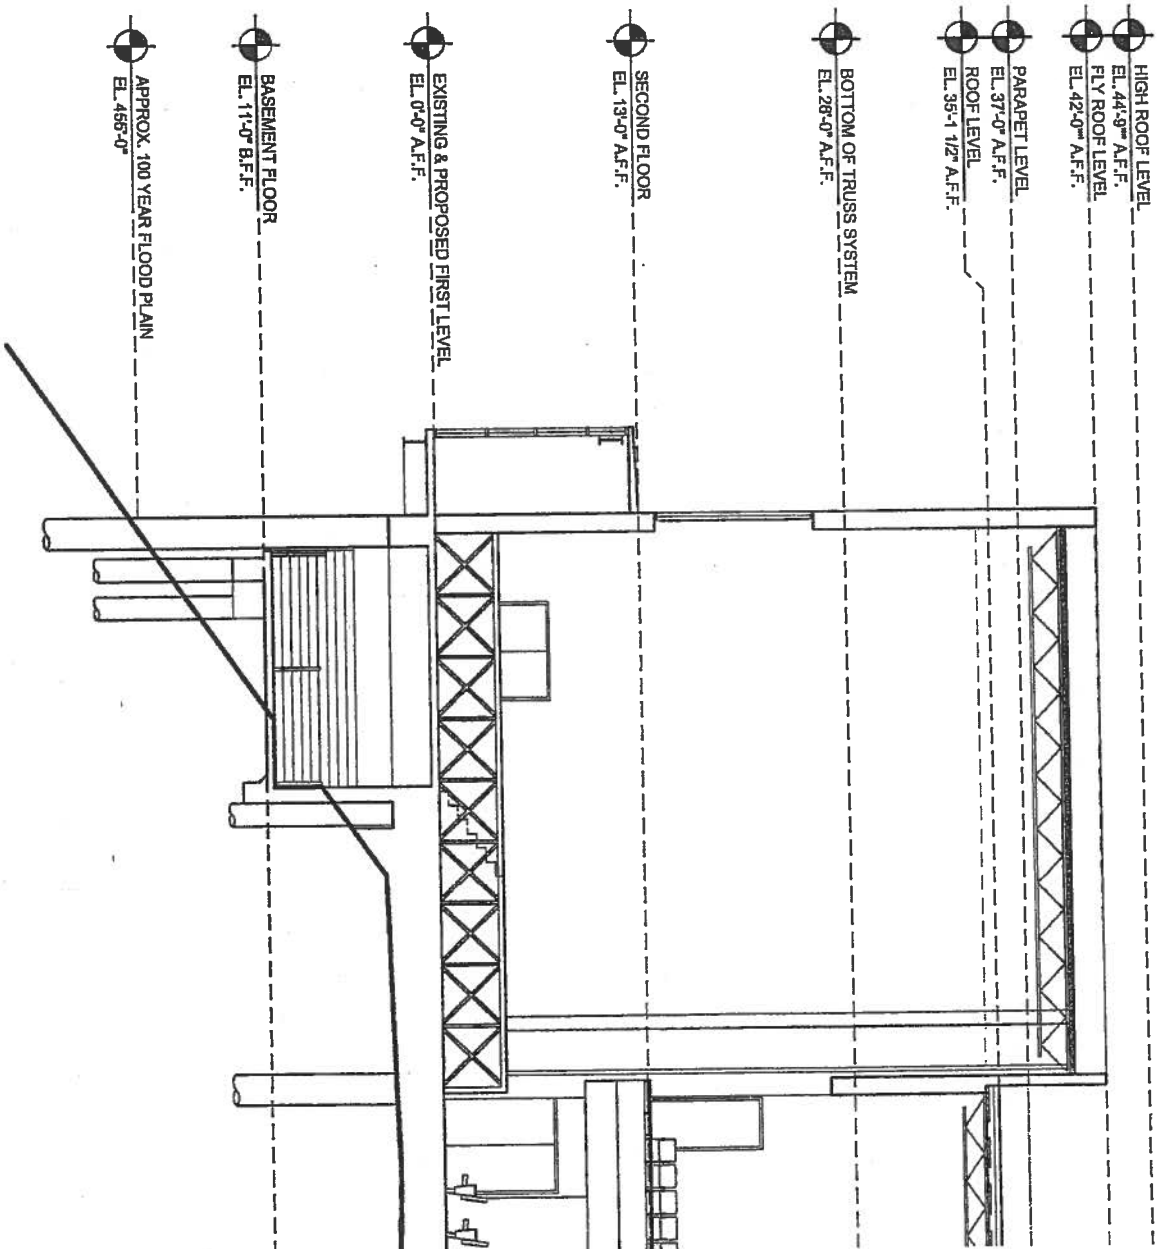 HIGH ROOF LEVEL
EL. 44'-9"" A.F.F.
FLY ROOF LEVEL
EL. 42'-0"" A.F.F.
PARAPET LEVEL
EL. 37'-0" A.F.F.
ROOF LEVEL
EL. 35'-1 1/2" A.F.F.
BOTTOM OF TRUSS SYSTEM
EL. 28'-0" A.F.F.
SECOND FLOOR
EL. 13'-0" A.F.F.
EXISTING & PROPOSED FIRST LEVEL
EL. 0'-0" A.F.F.
BASEMENT FLOOR
EL. 11'-0" B.F.F.
APPROX. 100 YEAR FLOOD PLAIN
EL. 456'-0"